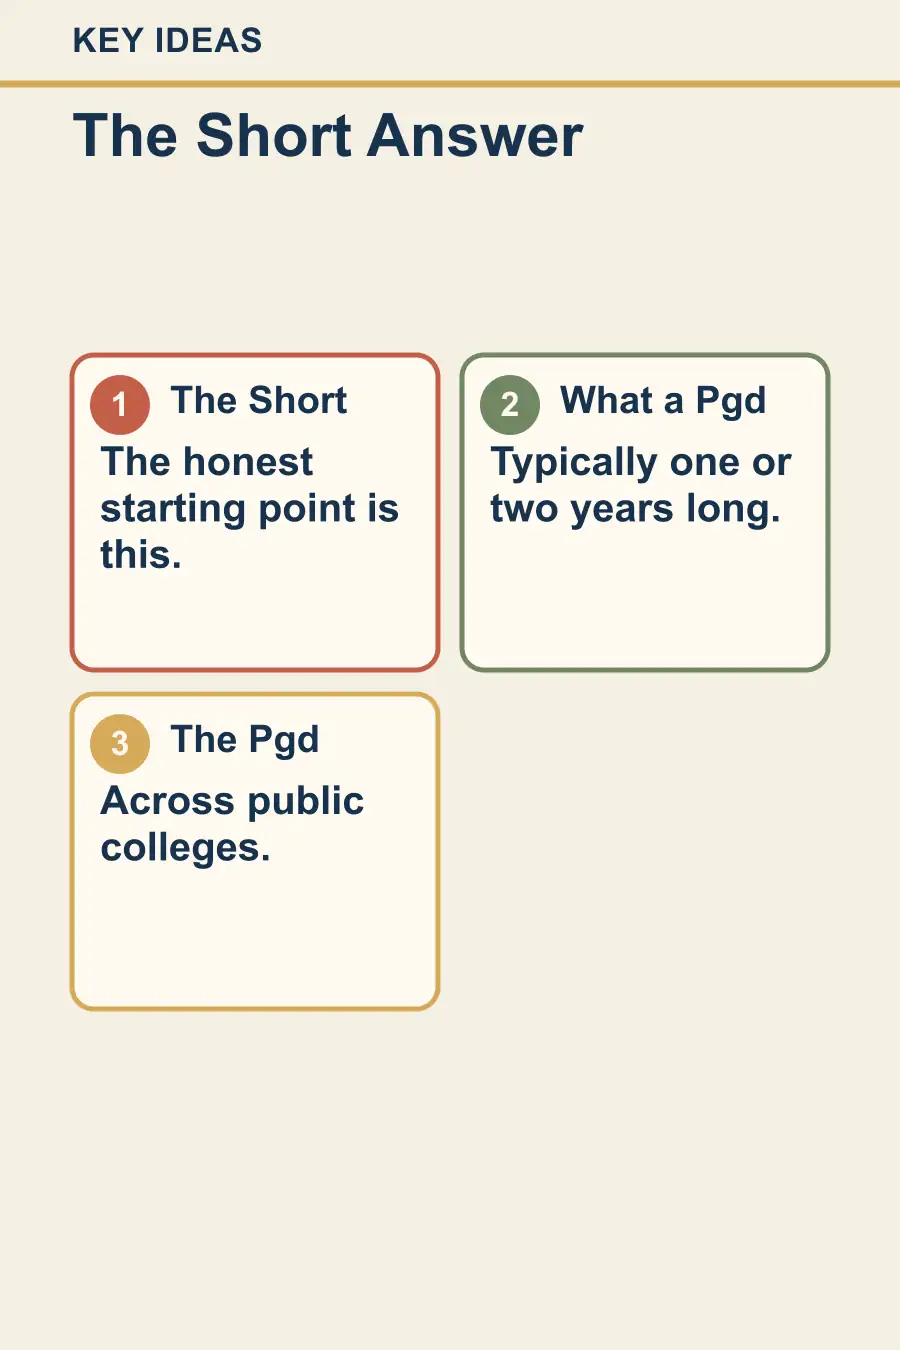 KEY IDEAS
The Short Answer
1 The Short
The honest
starting point is
this.
2 What a Pgd
Typically one or
two years long.
3 The Pgd
Across public
colleges.